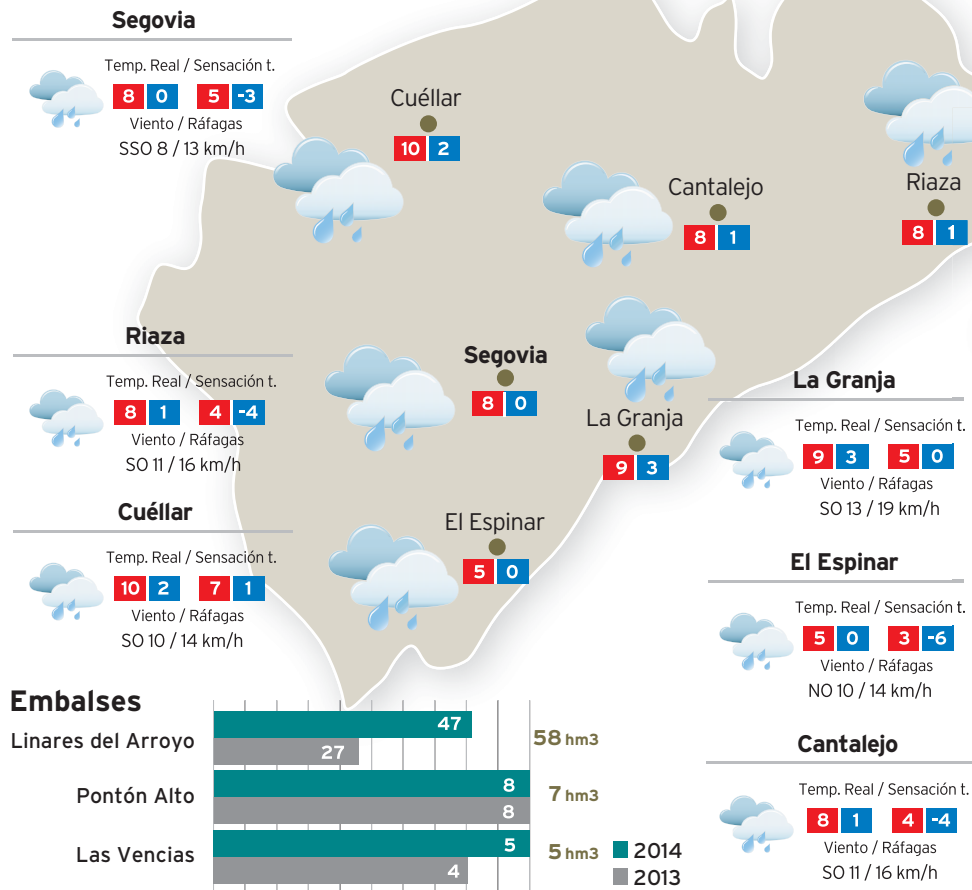 Segovia
Temp. Real / Sensación t.
8 0 5 -3
Viento / Ráfagas
SSO 8 / 13 km/h
Cuéllar
10 2
Cantalejo
8 1
Riaza
8 1
Segovia
8 0
La Granja
9 3
El Espinar
5 0
Riaza
Temp. Real / Sensación t.
8 1 4 -4
Viento / Ráfagas
SO 11 / 16 km/h
Cuéllar
Temp. Real / Sensación t.
10 2 7 1
Viento / Ráfagas
SO 10 / 14 km/h
La Granja
Temp. Real / Sensación t.
9 3 5 0
Viento / Ráfagas
SO 13 / 19 km/h
El Espinar
Temp. Real / Sensación t.
5 0 3 -6
Viento / Ráfagas
NO 10 / 14 km/h
Cantalejo
Temp. Real / Sensación t.
8 1 4 -4
Viento / Ráfagas
SO 11 / 16 km/h
Embalses
Linares del Arroyo
47
27
58 hm3
Pontón Alto
8
8
7 hm3
Las Vencias
5
4
5 hm3
2014
2013